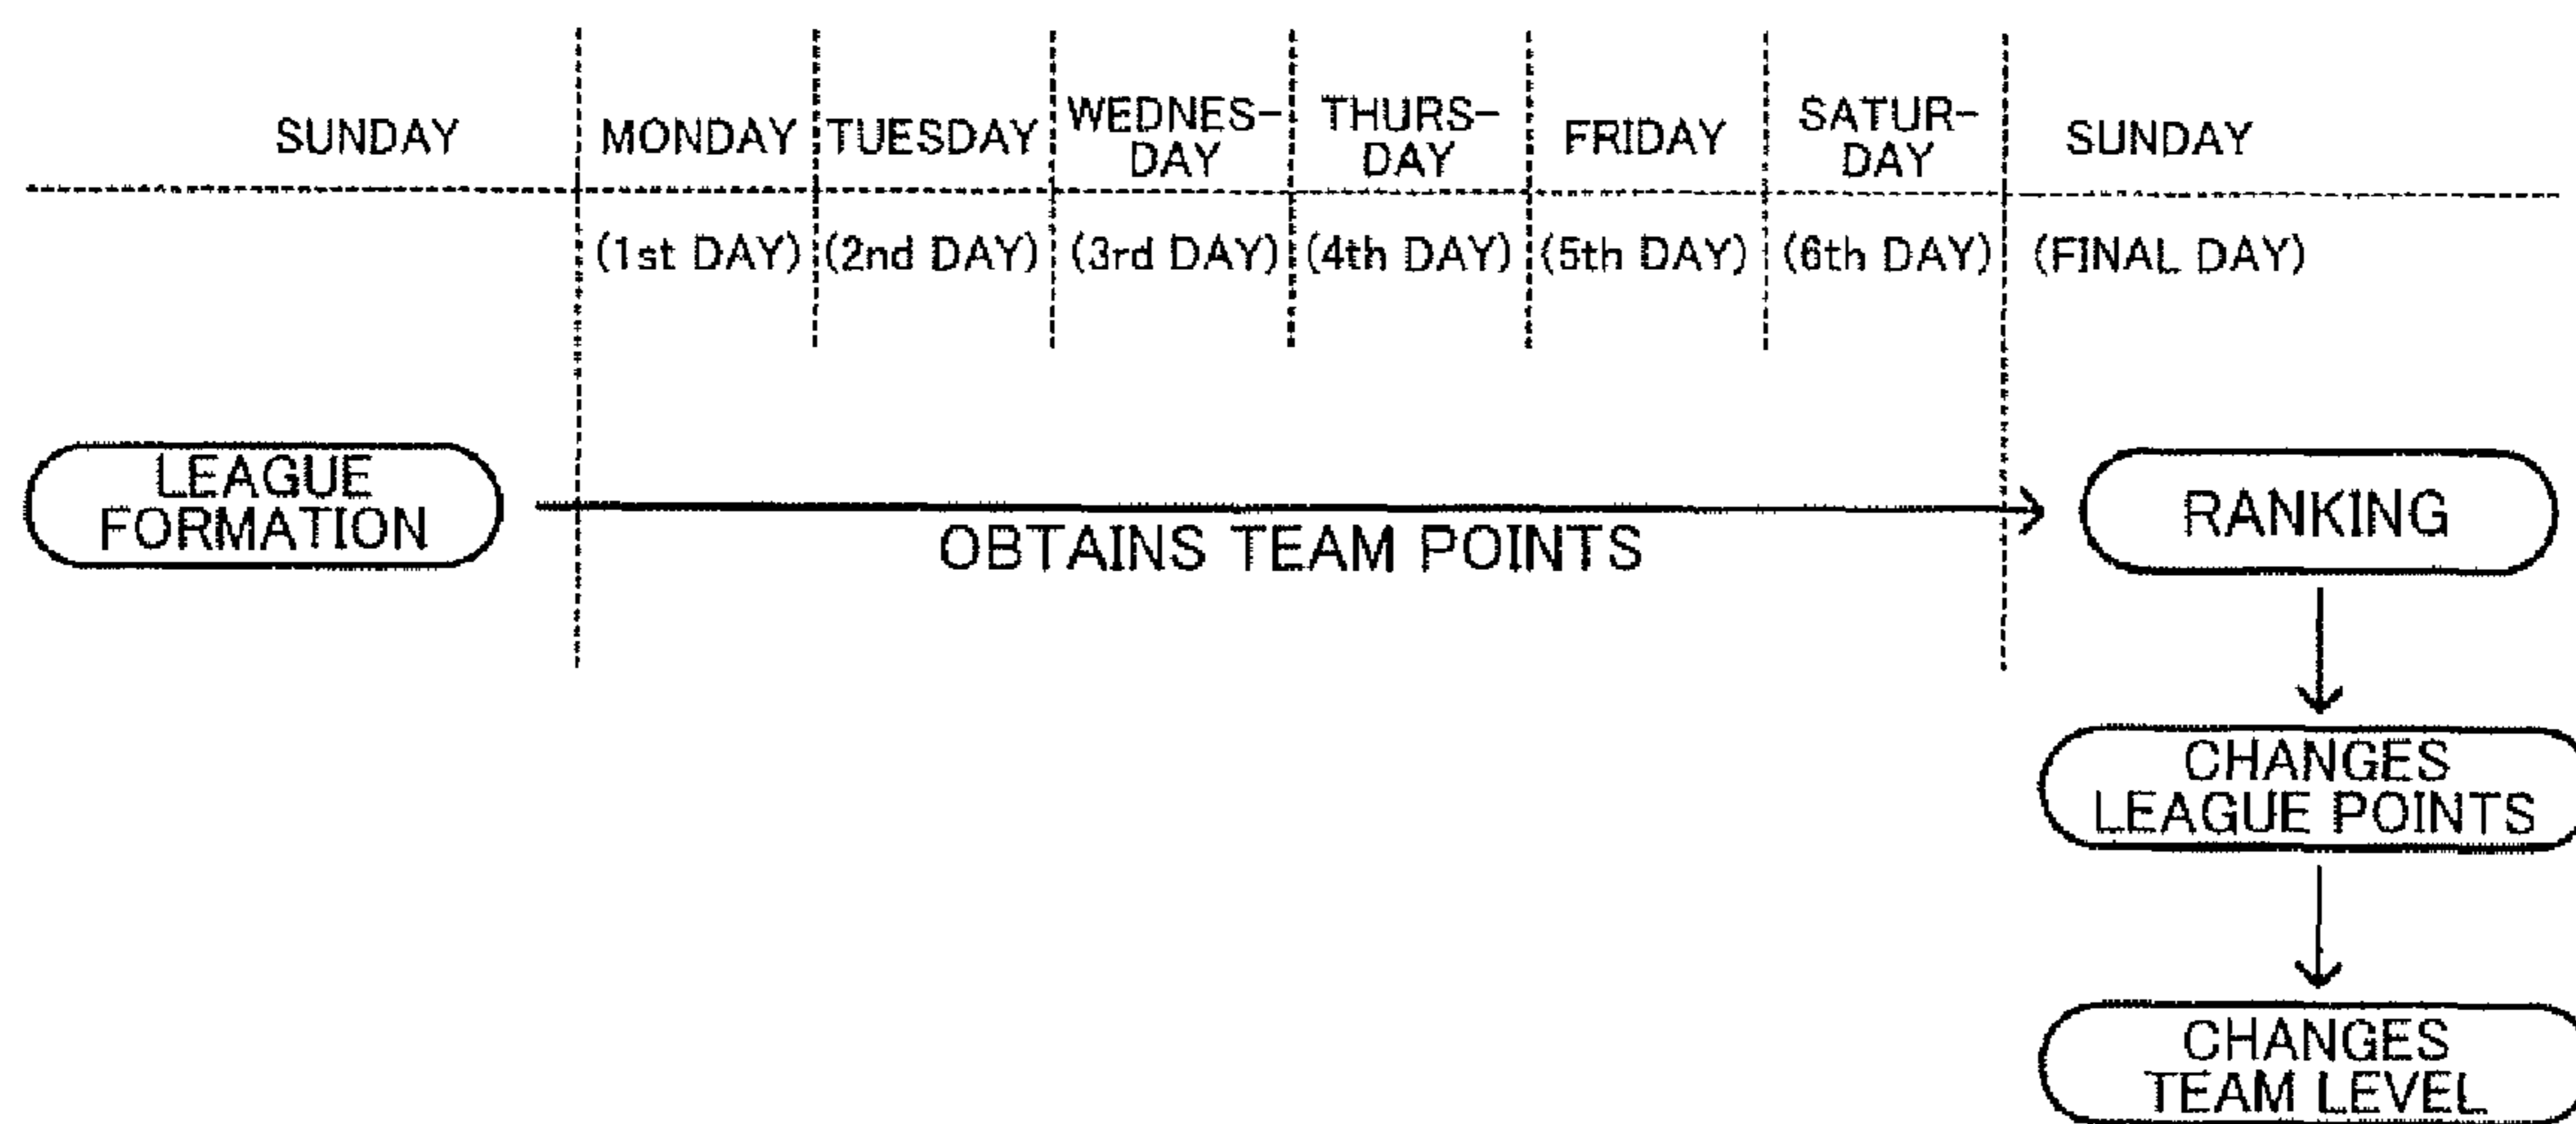 SUNDAY MONDAY TUESDAY WEDNES- THURS- FRIDAY SATUR- SUNDAY
DAY DAY DAY
(1st DAY) (2nd DAY) (3rd DAY) (4th DAY) (5th DAY) (6th DAY) (FINAL DAY)
LEAGUE
FORMATION
OBTAINS TEAM POINTS
RANKING
CHANGES
LEAGUE POINTS
CHANGES
TEAM LEVEL